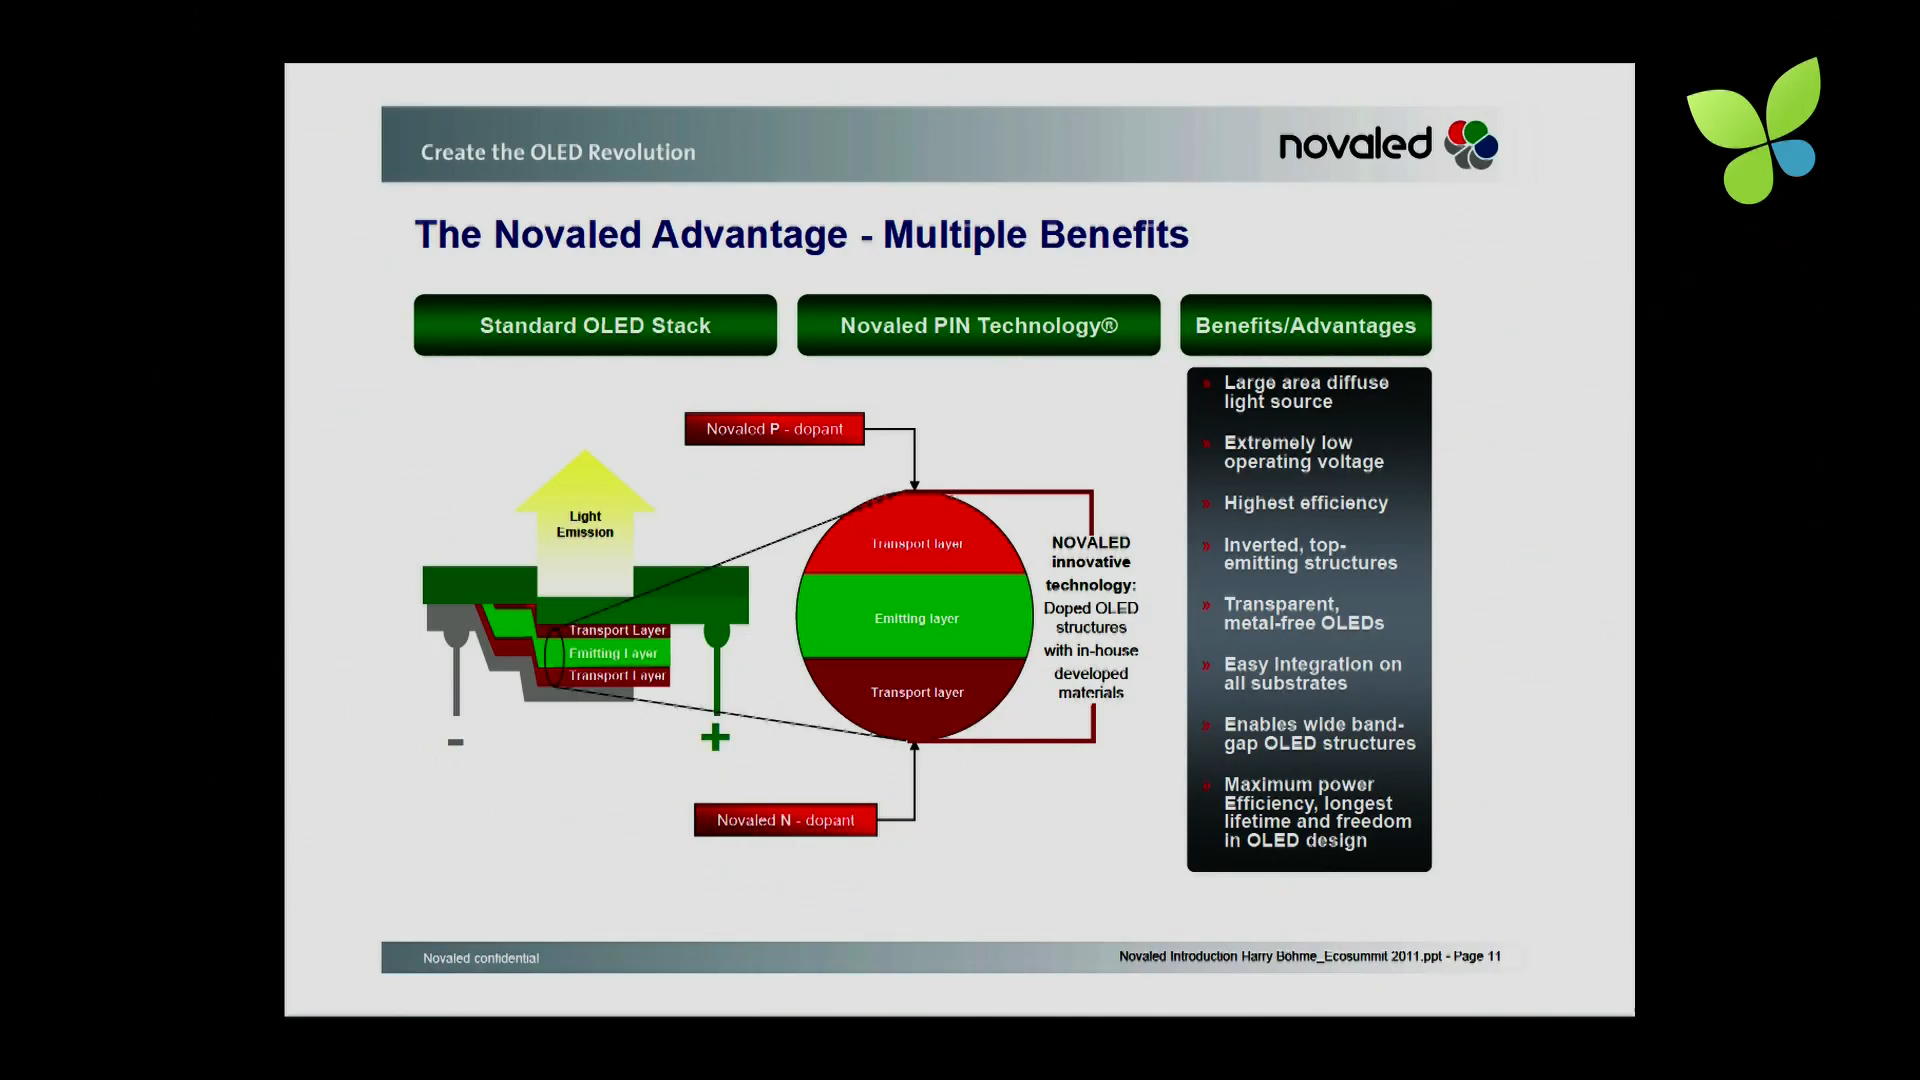 Create the OLED Revolution
novaled
The Novaled Advantage - Multiple Benefits
Standard OLED Stack
Novaled PIN Technology®
Benefits/Advantages
Novaled P - dopant
Light
Emission
Transport Layer
Emitting Layer
Transport Layer
-
+
Transport layer
Emitting layer
Transport layer
Novaled N - dopant
NOVALED
innovative
technology:
Doped OLED
structures
with in-house
developed
materials
» Large area diffuse
light source
» Extremely low
operating voltage
» Highest efficiency
» Inverted, top-
emitting structures
» Transparent,
metal-free OLEDs
» Easy integration on
all substrates
» Enables wide band-
gap OLED structures
» Maximum power
Efficiency, longest
lifetime and freedom
in OLED design
Novaled confidential
Novaled Introduction Harry Böhme_Ecosummit 2011.ppt - Page 11